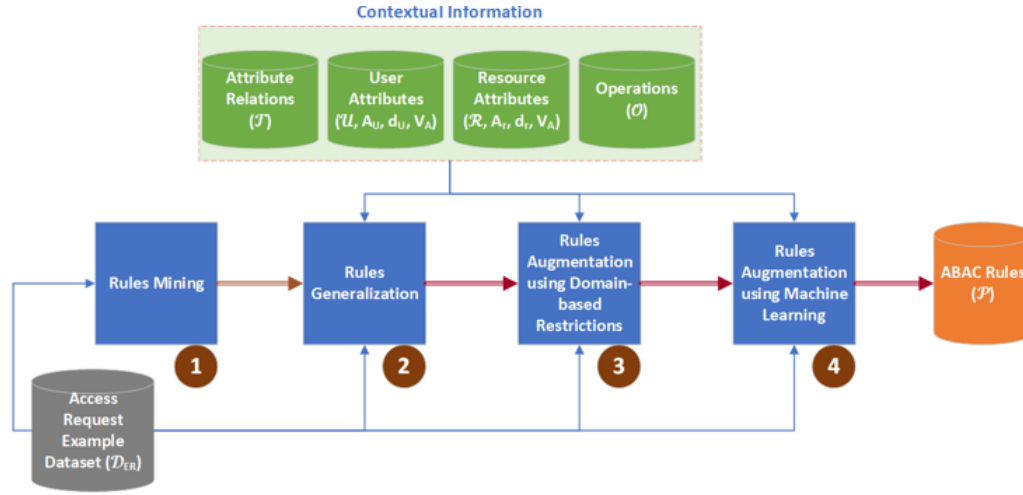 Contextual Information
Attribute
Relations
(𝒯)
User
Attributes
(𝒰, A_U, d_U, V_A)
Resource
Attributes
(ℛ, A_r, d_r, V_A)
Operations
(𝒪)
Rules Mining
1
Rules
Generalization
2
Rules
Augmentation
using Domain-
based
Restrictions
3
Rules
Augmentation
using Machine
Learning
4
ABAC Rules
(𝒫)
Access
Request
Example
Dataset (𝒟_ER)